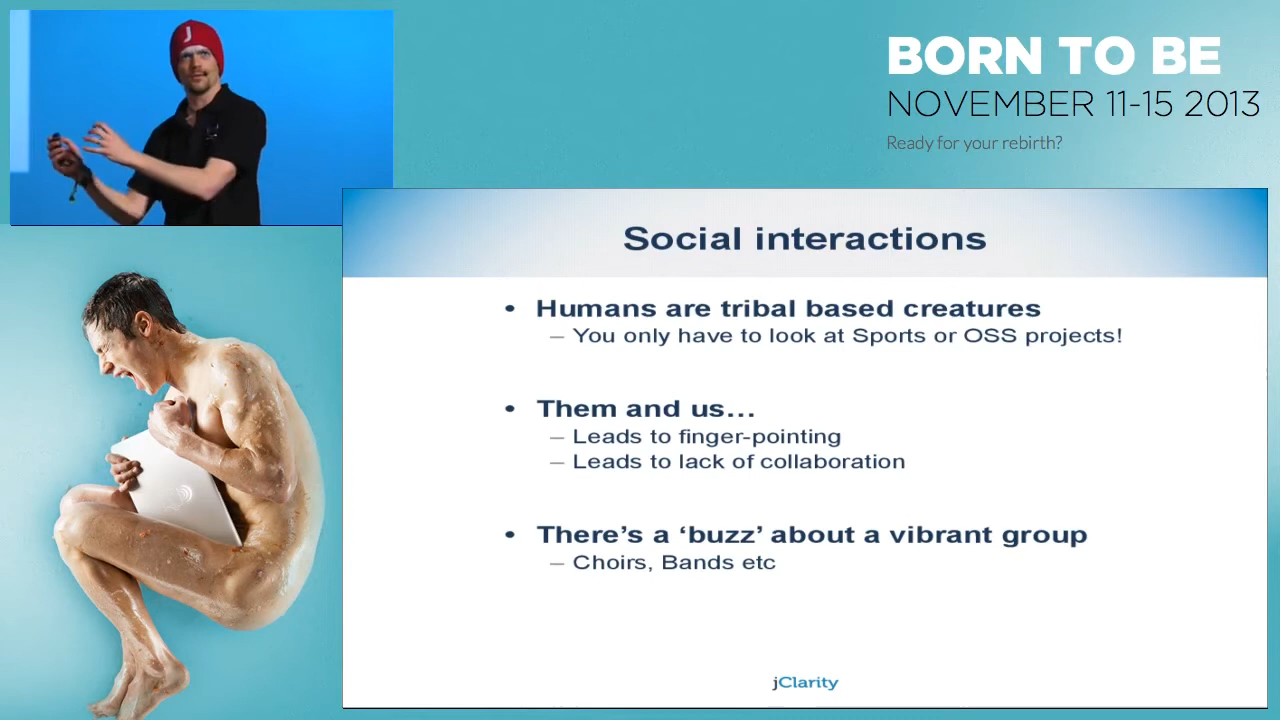 J
BORN TO BE
NOVEMBER 11-15 2013
Ready for your rebirth?
Social interactions
• Humans are tribal based creatures
– You only have to look at Sports or OSS projects!
• Them and us...
– Leads to finger-pointing
– Leads to lack of collaboration
• There's a ‘buzz’ about a vibrant group
– Choirs, Bands etc
jClarity